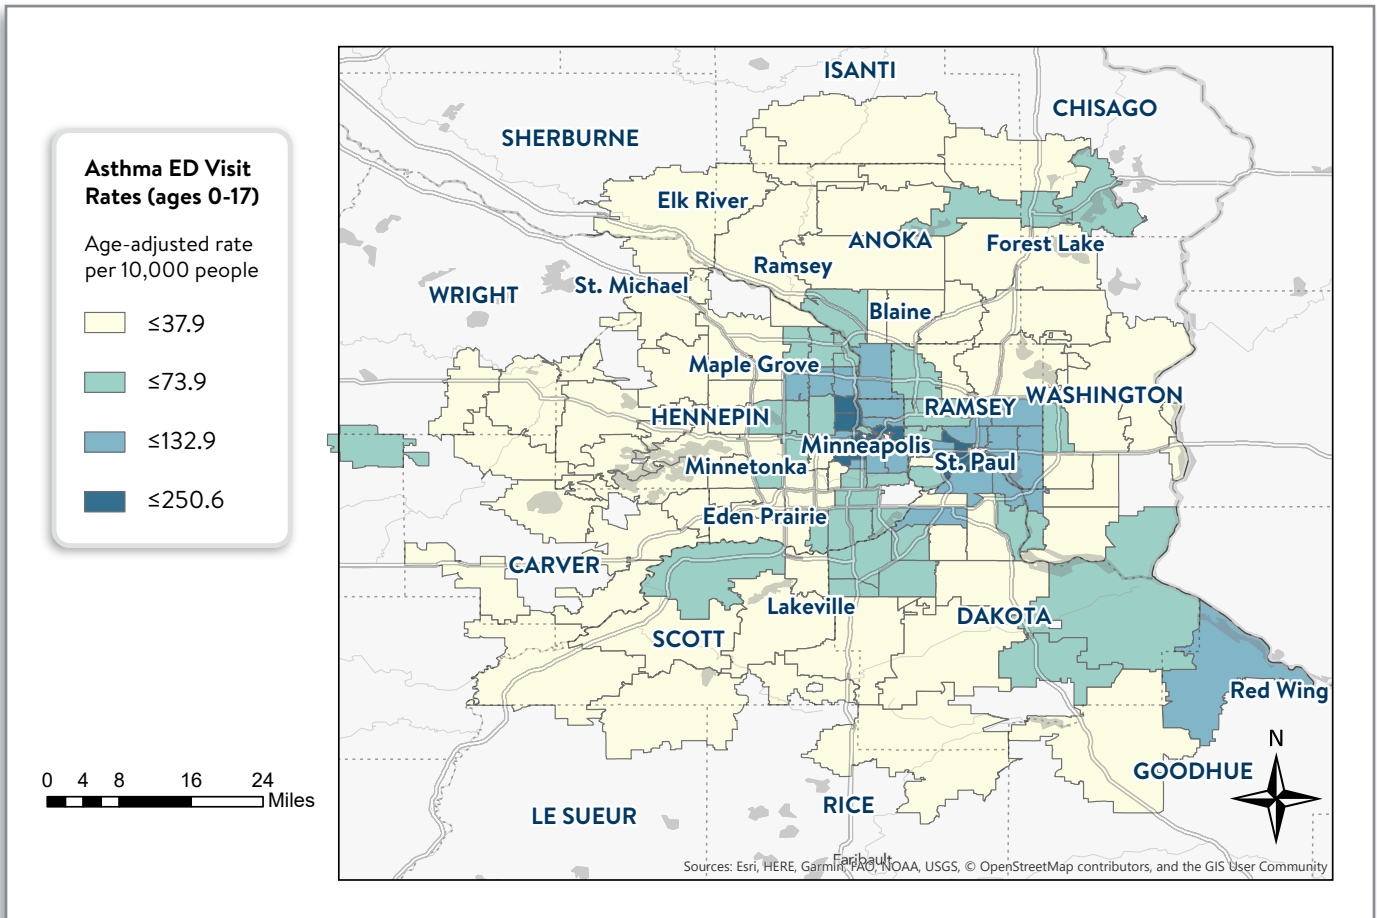 Asthma ED Visit
Rates (ages 0-17)
Age-adjusted rate
per 10,000 people
≤37.9
≤73.9
≤132.9
≤250.6
0 4 8 16 24
Miles
ISANTI
CHISAGO
SHERBURNE
Elk River
ANOKA
Forest Lake
Ramsey
St. Michael
WRIGHT
Blaine
Maple Grove
WASHINGTON
RAMSEY
HENNEPIN
Minneapolis
St. Paul
Minnetonka
Eden Prairie
CARVER
Lakeville
DAKOTA
SCOTT
Red Wing
N
GOODHUE
RICE
LE SUEUR
Faribault
Sources: Esri, HERE, Garmin, FAO, NOAA, USGS, © OpenStreetMap contributors, and the GIS User Community